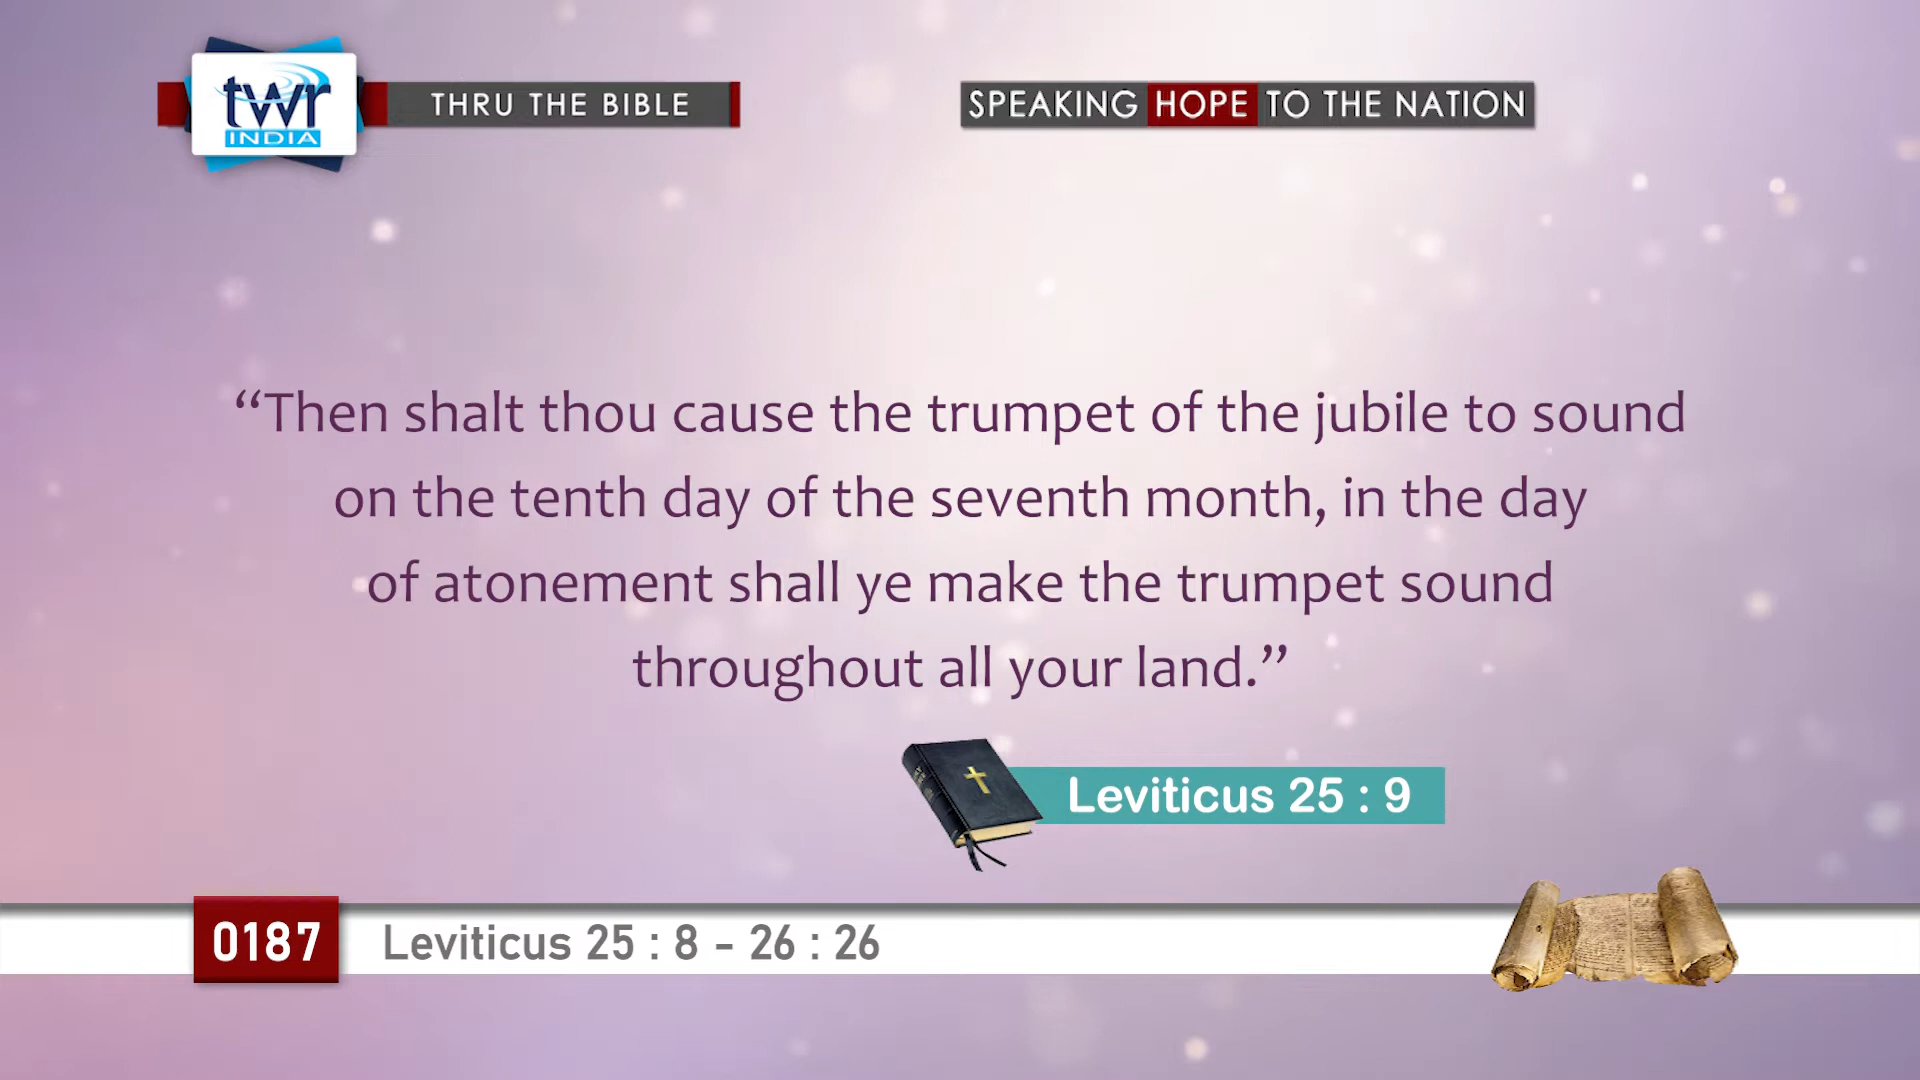 twr
INDIA
THRU THE BIBLE
SPEAKING HOPE TO THE NATION
“Then shalt thou cause the trumpet of the jubile to sound
on the tenth day of the seventh month, in the day
of atonement shall ye make the trumpet sound
throughout all your land.”
Leviticus 25 : 9
0187
Leviticus 25 : 8 - 26 : 26